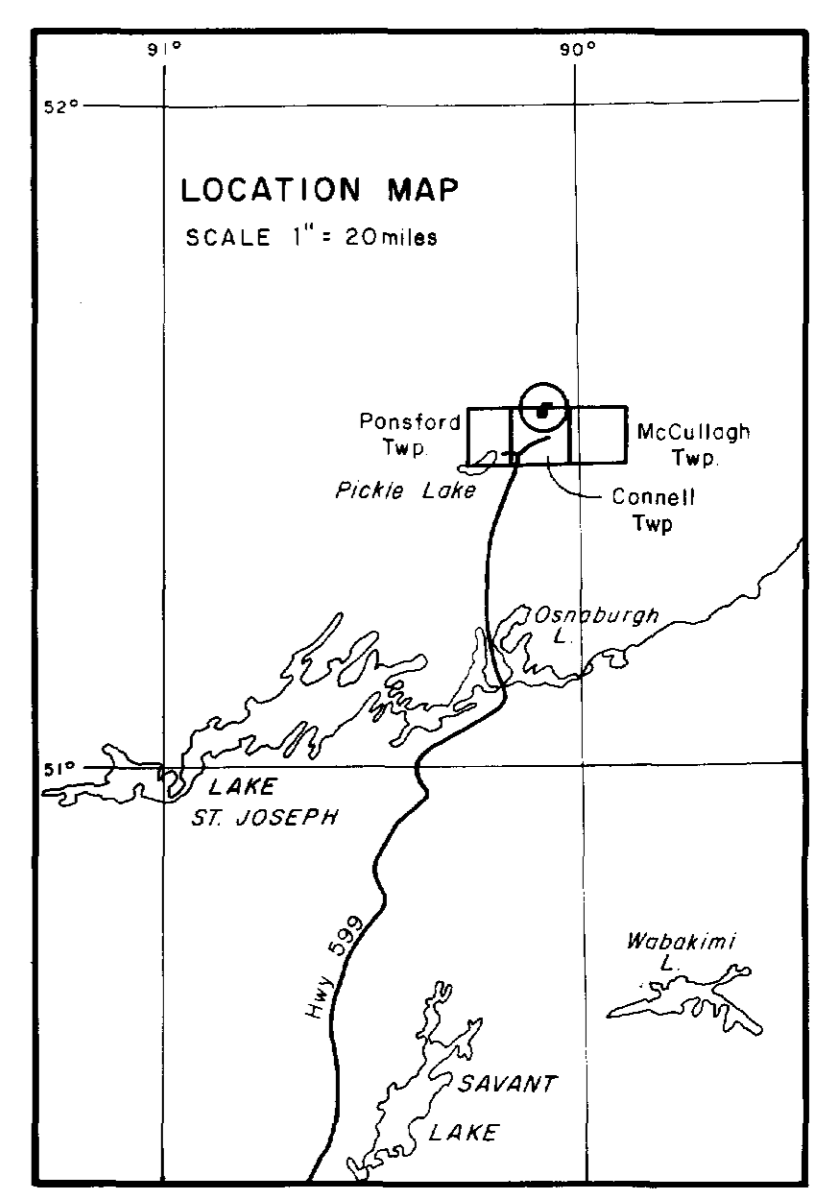 91°
90°
52°
LOCATION MAP
SCALE 1" = 20 miles
Ponsford
Twp.
McCullagh
Twp.
Pickle Lake
Connell
Twp
Osnaburgh
L.
51°
LAKE
ST. JOSEPH
Hwy 599
Wabakimi
L.
SAVANT
LAKE